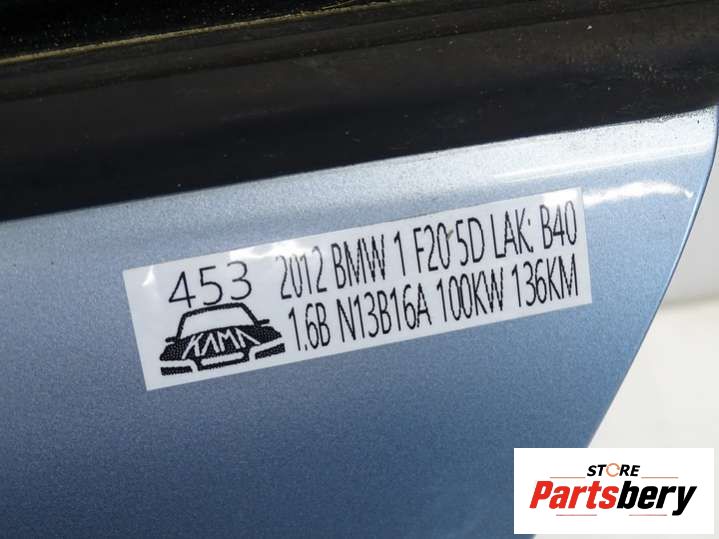 453
KAMA
2012 BMW 1 F20 5D LAK: B40
1.6B N13B16A 100KW 136KM
STORE
Partsbery